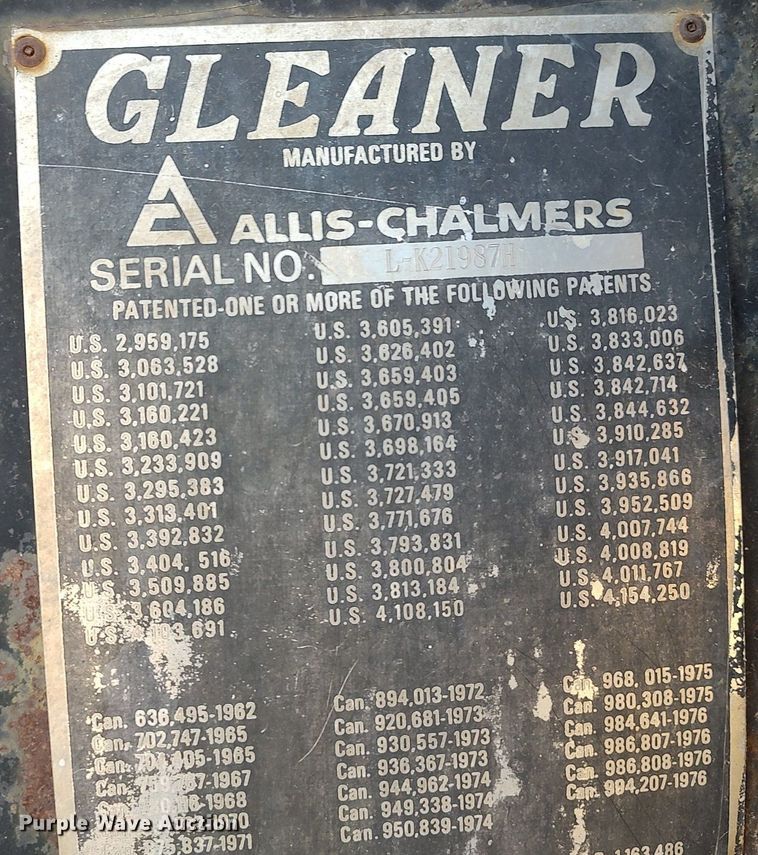 GLEANER
MANUFACTURED BY
ALLIS-CHALMERS
SERIAL NO. L-K21987H
PATENTED-ONE OR MORE OF THE FOLLOWING PATENTS
U.S. 2,959,175
U.S. 3,063,528
U.S. 3,101,721
U.S. 3,160,221
U.S. 3,160,423
U.S. 3,233,909
U.S. 3,295,383
U.S. 3,313,401
U.S. 3,392,832
U.S. 3,404, 516
U.S. 3,509,885
U.S. 3,604,186
U.S.
U.S. 3,605,391
U.S. 3,626,402
U.S. 3,659,403
U.S. 3,659,405
U.S. 3,670,913
U.S. 3,698,164
U.S. 3,721,333
U.S. 3,727,479
U.S. 3,771,676
U.S. 3,793,831
U.S. 3,800,804
U.S. 3,813,184
U.S. 4,108,150
U.S. 3,816,023
U.S. 3,833,006
U.S. 3,842,637
U.S. 3,842,714
U.S. 3,844,632
U.S. 3,910,285
U.S. 3,917,041
U.S. 3,935,866
U.S. 3,952,509
U.S. 4,007,744
U.S. 4,008,819
U.S. 4,011,767
U.S. 4,154,250
Can. 636,495-1962
Can. 702,747-1965
Can.
Can. 894,013-1972
Can. 920,681-1973
Can. 930,557-1973
Can. 936,367-1973
Can. 944,962-1974
Can. 949,338-1974
Can. 950,839-1974
Can. 968, 015-1975
Can. 980,308-1975
Can. 984,641-1976
Can. 986,807-1976
Can. 986,808-1976
Can. 994,207-1976
Purple Wave Auction